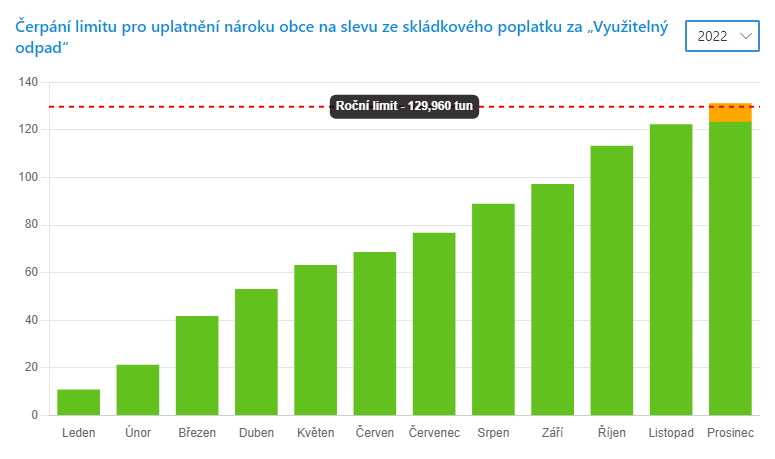 Čerpání limitu pro uplatnění nároku obce na slevu ze skládkového poplatku za „Využitelný
odpad“
2022
140
Roční limit - 129,960 tun
120
100
80
60
40
20
0
Leden Únor Březen Duben Květen Červen Červenec Srpen Září Říjen Listopad Prosinec